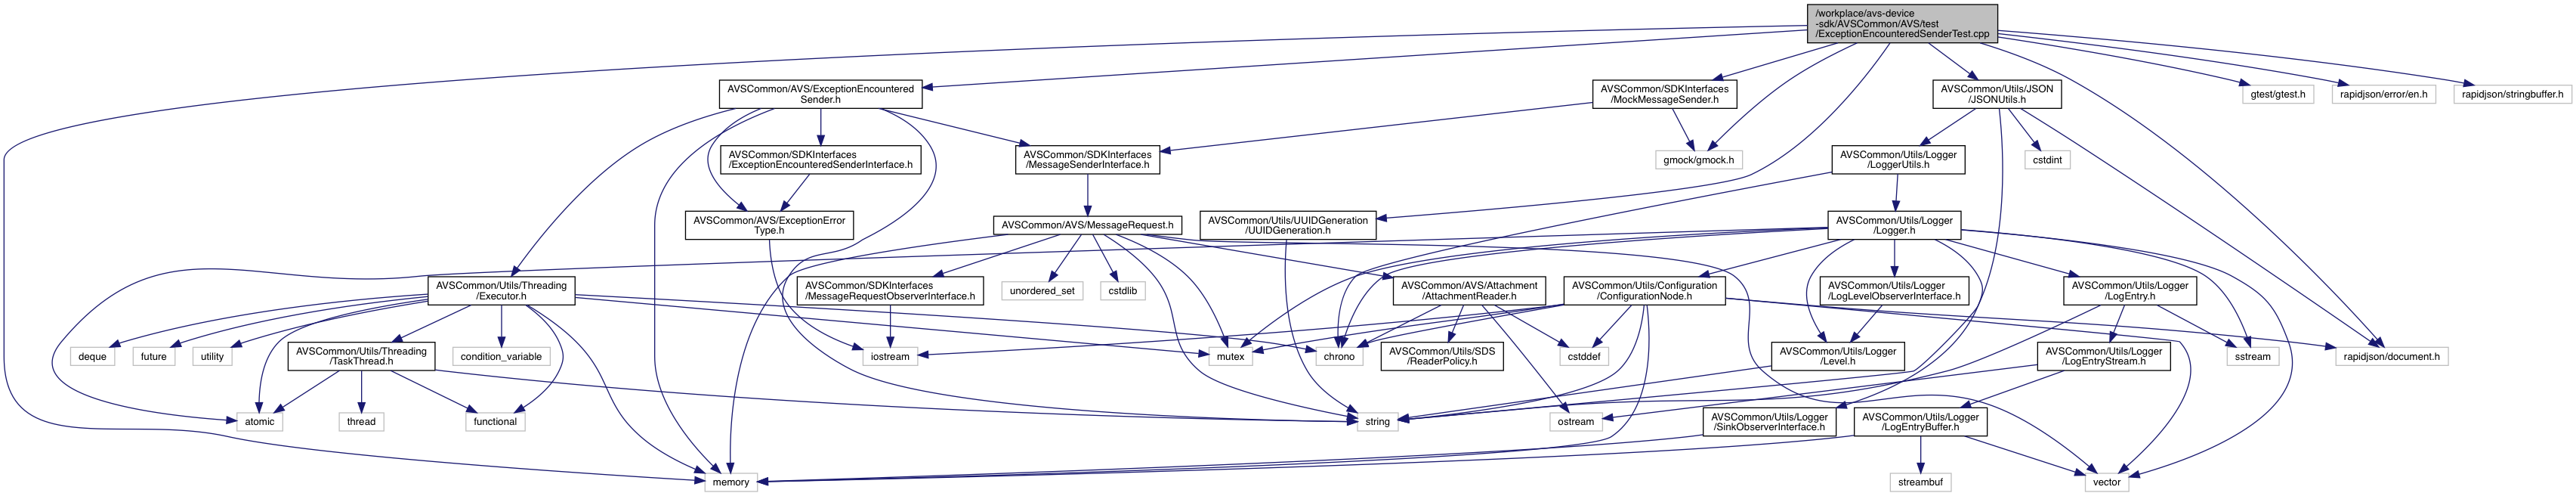 /workplace/avs-device
-sdk/AVSCommon/AVS/test
/ExceptionEncounteredSenderTest.cpp
AVSCommon/AVS/ExceptionEncountered
Sender.h
AVSCommon/SDKInterfaces
/MockMessageSender.h
AVSCommon/Utils/JSON
/JSONUtils.h
gtest/gtest.h
rapidjson/error/en.h
rapidjson/stringbuffer.h
AVSCommon/SDKInterfaces
/ExceptionEncounteredSenderInterface.h
AVSCommon/SDKInterfaces
/MessageSenderInterface.h
gmock/gmock.h
AVSCommon/Utils/Logger
/LoggerUtils.h
cstdint
AVSCommon/AVS/ExceptionError
Type.h
AVSCommon/AVS/MessageRequest.h
AVSCommon/Utils/UUIDGeneration
/UUIDGeneration.h
AVSCommon/Utils/Logger
/Logger.h
AVSCommon/Utils/Threading
/Executor.h
AVSCommon/SDKInterfaces
/MessageRequestObserverInterface.h
unordered_set
cstdlib
AVSCommon/AVS/Attachment
/AttachmentReader.h
AVSCommon/Utils/Configuration
/ConfigurationNode.h
AVSCommon/Utils/Logger
/LogLevelObserverInterface.h
AVSCommon/Utils/Logger
/LogEntry.h
deque
future
utility
AVSCommon/Utils/Threading
/TaskThread.h
condition_variable
iostream
mutex
chrono
AVSCommon/Utils/SDS
/ReaderPolicy.h
cstddef
AVSCommon/Utils/Logger
/Level.h
AVSCommon/Utils/Logger
/LogEntryStream.h
sstream
rapidjson/document.h
atomic
thread
functional
string
ostream
AVSCommon/Utils/Logger
/SinkObserverInterface.h
AVSCommon/Utils/Logger
/LogEntryBuffer.h
memory
streambuf
vector